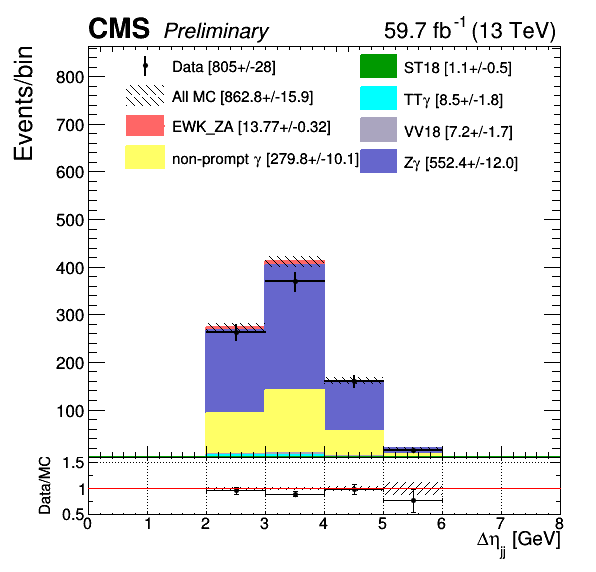 CMS Preliminary 59.7 fb⁻¹ (13 TeV)
Events/bin
Data [805+/-28]
All MC [862.8+/-15.9]
EWK_ZA [13.77+/-0.32]
non-prompt γ [279.8+/-10.1]
ST18 [1.1+/-0.5]
TTγ [8.5+/-1.8]
VV18 [7.2+/-1.7]
Zγ [552.4+/-12.0]
800
700
600
500
400
300
200
100
Data/MC
1.5
1
0.5
0 1 2 3 4 5 6 7 8
Δη_jj [GeV]